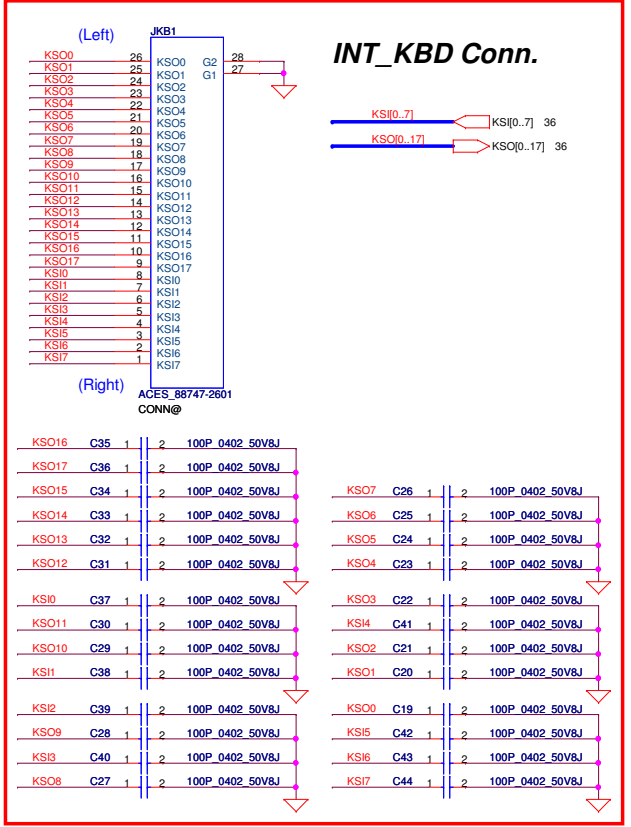 (Left)
JKB1
INT_KBD Conn.
KSO0 26 KSO0 G2 28
KSO1 25 KSO1 G1 27
KSO2 24 KSO2
KSO3 23 KSO3
KSO4 22 KSO4
KSO5 21 KSO5
KSO6 20 KSO6
KSO7 19 KSO7
KSO8 18 KSO8
KSO9 17 KSO9
KSO10 16 KSO10
KSO11 15 KSO11
KSO12 14 KSO12
KSO13 13 KSO13
KSO14 12 KSO14
KSO15 11 KSO15
KSO16 10 KSO16
KSO17 9 KSO17
KSI0 8 KSI0
KSI1 7 KSI1
KSI2 6 KSI2
KSI3 5 KSI3
KSI4 4 KSI4
KSI5 3 KSI5
KSI6 2 KSI6
KSI7 1 KSI7
(Right)
ACES_88747-2601
CONN@
KSI[0..7] KSI[0..7] 36
KSO[0..17] KSO[0..17] 36
KSO16 C35 1 2 100P_0402_50V8J
KSO17 C36 1 2 100P_0402_50V8J
KSO15 C34 1 2 100P_0402_50V8J
KSO14 C33 1 2 100P_0402_50V8J
KSO13 C32 1 2 100P_0402_50V8J
KSO12 C31 1 2 100P_0402_50V8J
KSI0 C37 1 2 100P_0402_50V8J
KSO11 C30 1 2 100P_0402_50V8J
KSO10 C29 1 2 100P_0402_50V8J
KSI1 C38 1 2 100P_0402_50V8J
KSI2 C39 1 2 100P_0402_50V8J
KSO9 C28 1 2 100P_0402_50V8J
KSI3 C40 1 2 100P_0402_50V8J
KSO8 C27 1 2 100P_0402_50V8J
KSO7 C26 1 2 100P_0402_50V8J
KSO6 C25 1 2 100P_0402_50V8J
KSO5 C24 1 2 100P_0402_50V8J
KSO4 C23 1 2 100P_0402_50V8J
KSO3 C22 1 2 100P_0402_50V8J
KSI4 C41 1 2 100P_0402_50V8J
KSO2 C21 1 2 100P_0402_50V8J
KSO1 C20 1 2 100P_0402_50V8J
KSO0 C19 1 2 100P_0402_50V8J
KSI5 C42 1 2 100P_0402_50V8J
KSI6 C43 1 2 100P_0402_50V8J
KSI7 C44 1 2 100P_0402_50V8J